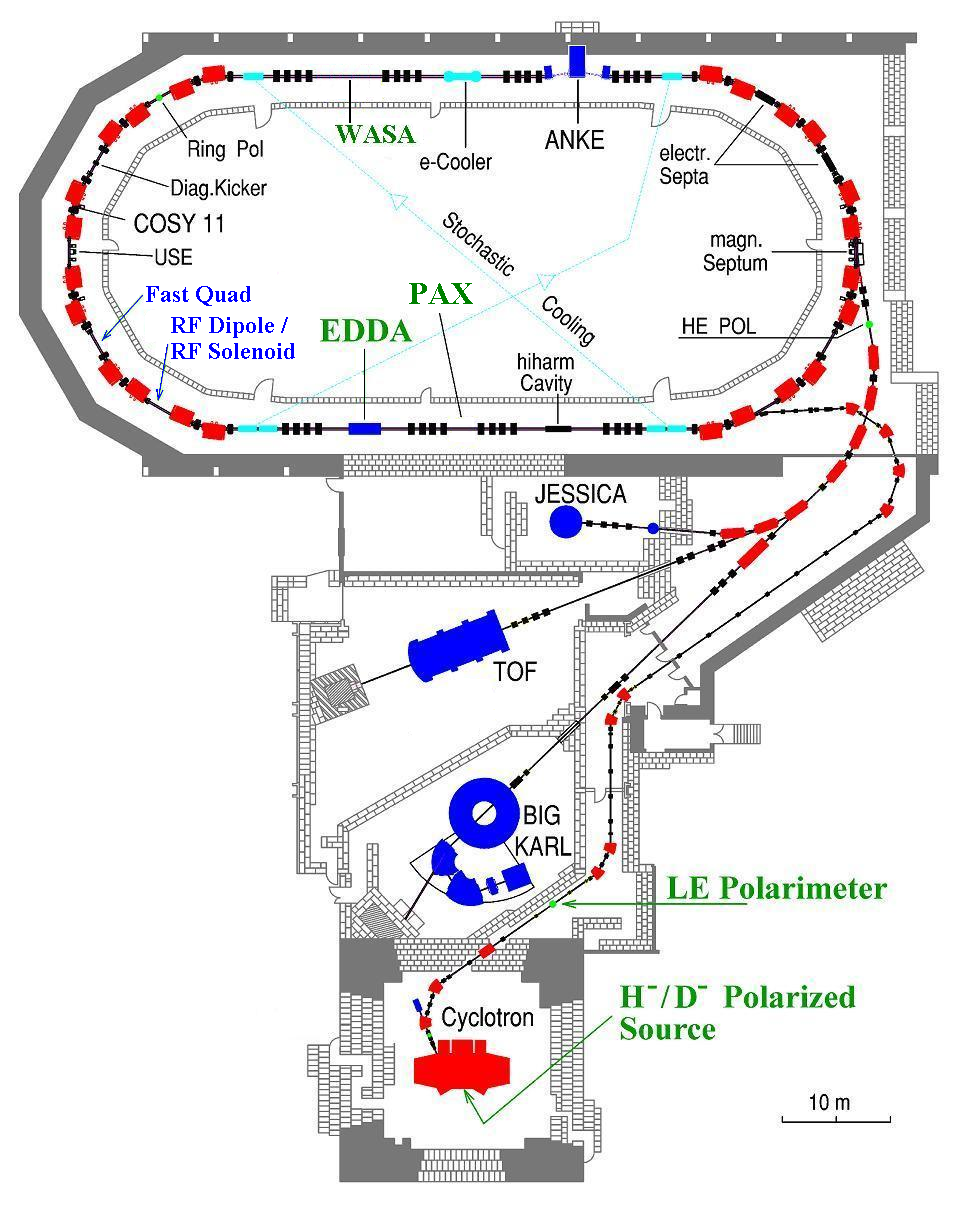 WASA
Ring Pol
e-Cooler
ANKE
electr.
Septa
Diag.Kicker
COSY 11
USE
Stochastic
Cooling
magn.
Septum
Fast Quad
RF Dipole /
RF Solenoid
PAX
EDDA
HE POL
hiharm
Cavity
JESSICA
TOF
BIG
KARL
LE Polarimeter
H⁻/D⁻ Polarized
Source
Cyclotron
10 m